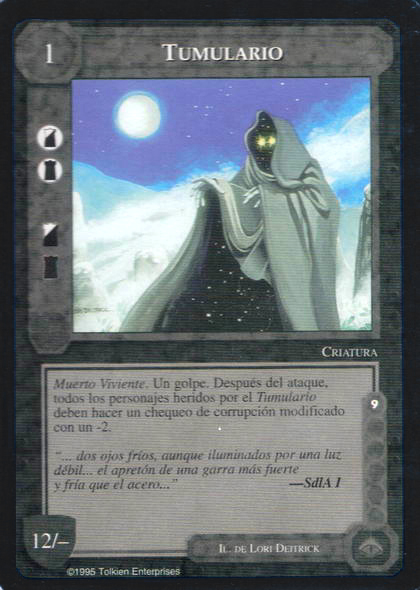 1
TUMULARIO
CRIATURA
Muerto Viviente. Un golpe. Después del ataque,
todos los personajes heridos por el Tumulario
deben hacer un chequeo de corrupción modificado
con un -2.
9
"... dos ojos fríos, aunque iluminados por una luz
débil... el apretón de una garra más fuerte
y fría que el acero..." —SdlA I
12/–
IL. DE LORI DEITRICK
©1995 Tolkien Enterprises